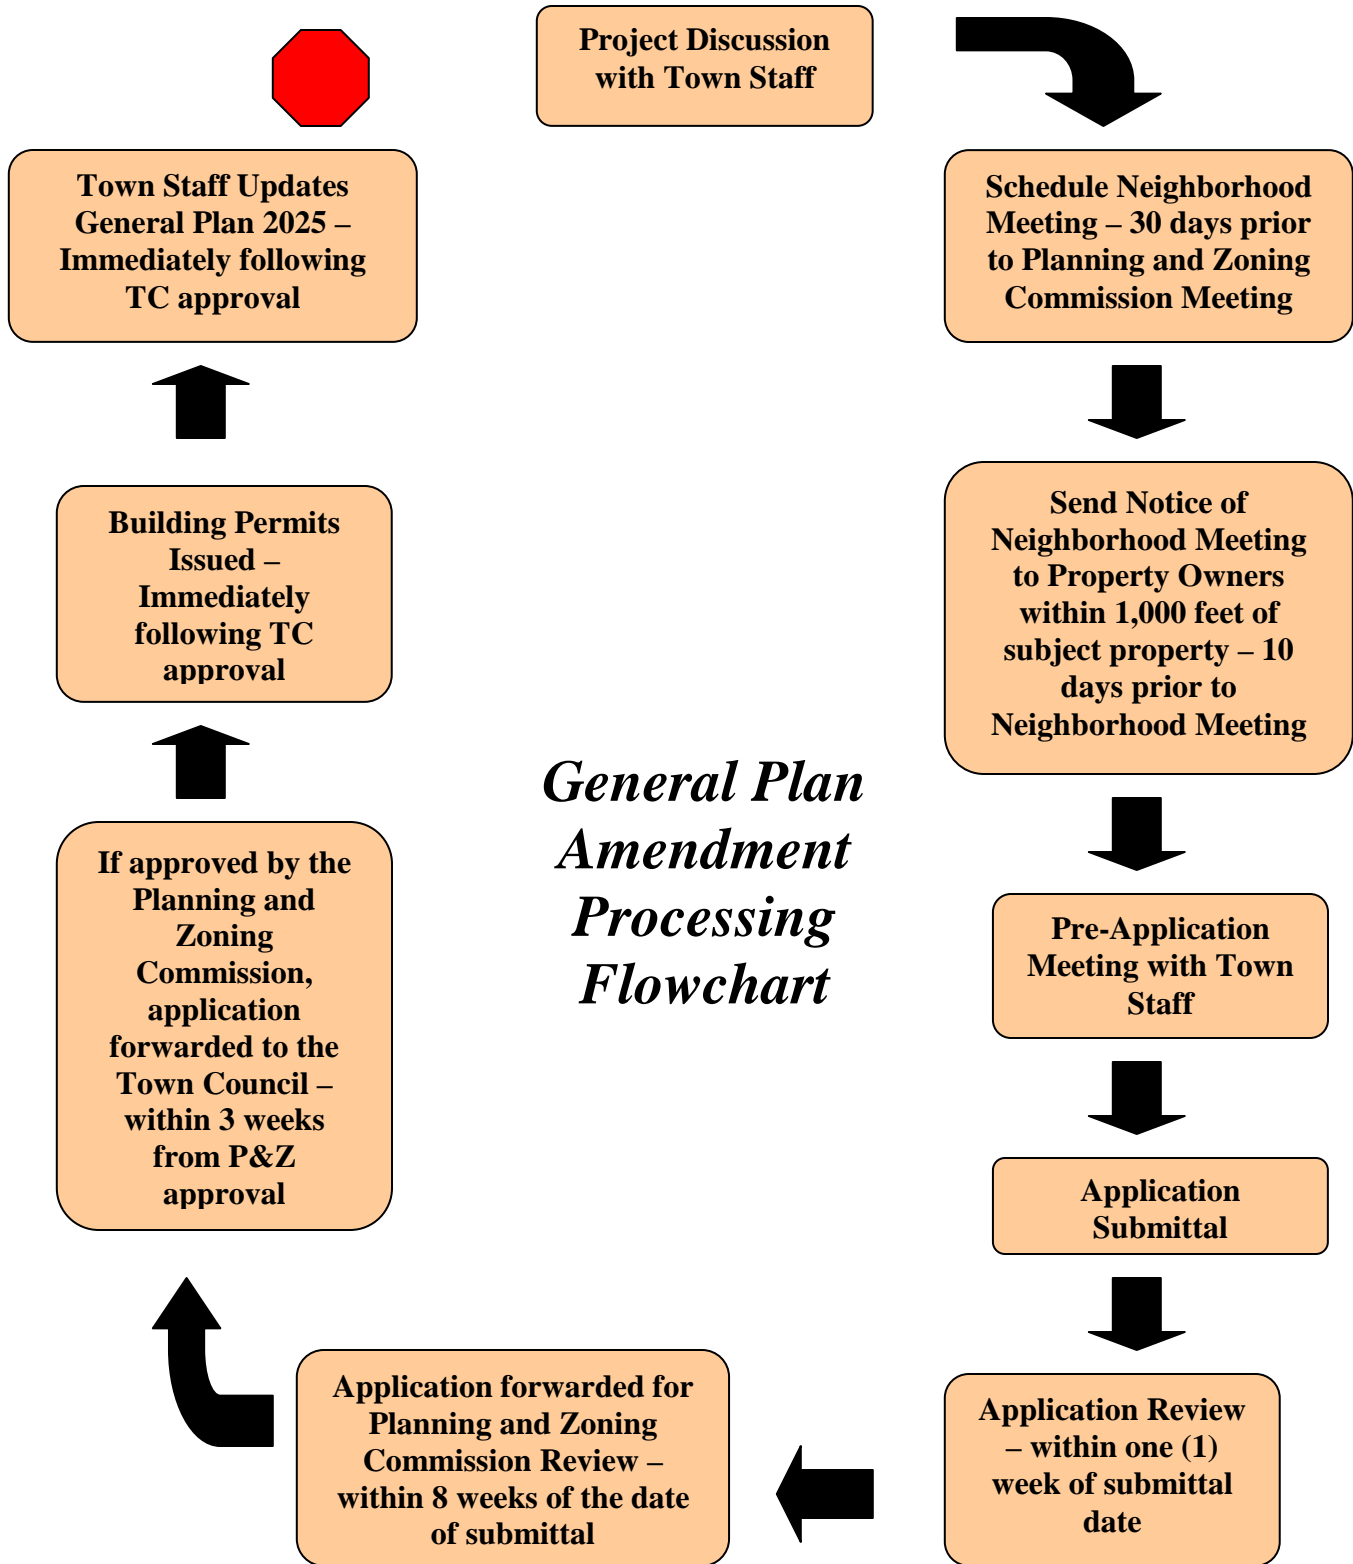 Project Discussion
with Town Staff
Schedule Neighborhood
Meeting – 30 days prior
to Planning and Zoning
Commission Meeting
Send Notice of
Neighborhood Meeting
to Property Owners
within 1,000 feet of
subject property – 10
days prior to
Neighborhood Meeting
Pre-Application
Meeting with Town
Staff
Application
Submittal
Application Review
– within one (1)
week of submittal
date
Application forwarded for
Planning and Zoning
Commission Review –
within 8 weeks of the date
of submittal
If approved by the
Planning and
Zoning
Commission,
application
forwarded to the
Town Council –
within 3 weeks
from P&Z
approval
Building Permits
Issued –
Immediately
following TC
approval
Town Staff Updates
General Plan 2025 –
Immediately following
TC approval
General Plan
Amendment
Processing
Flowchart